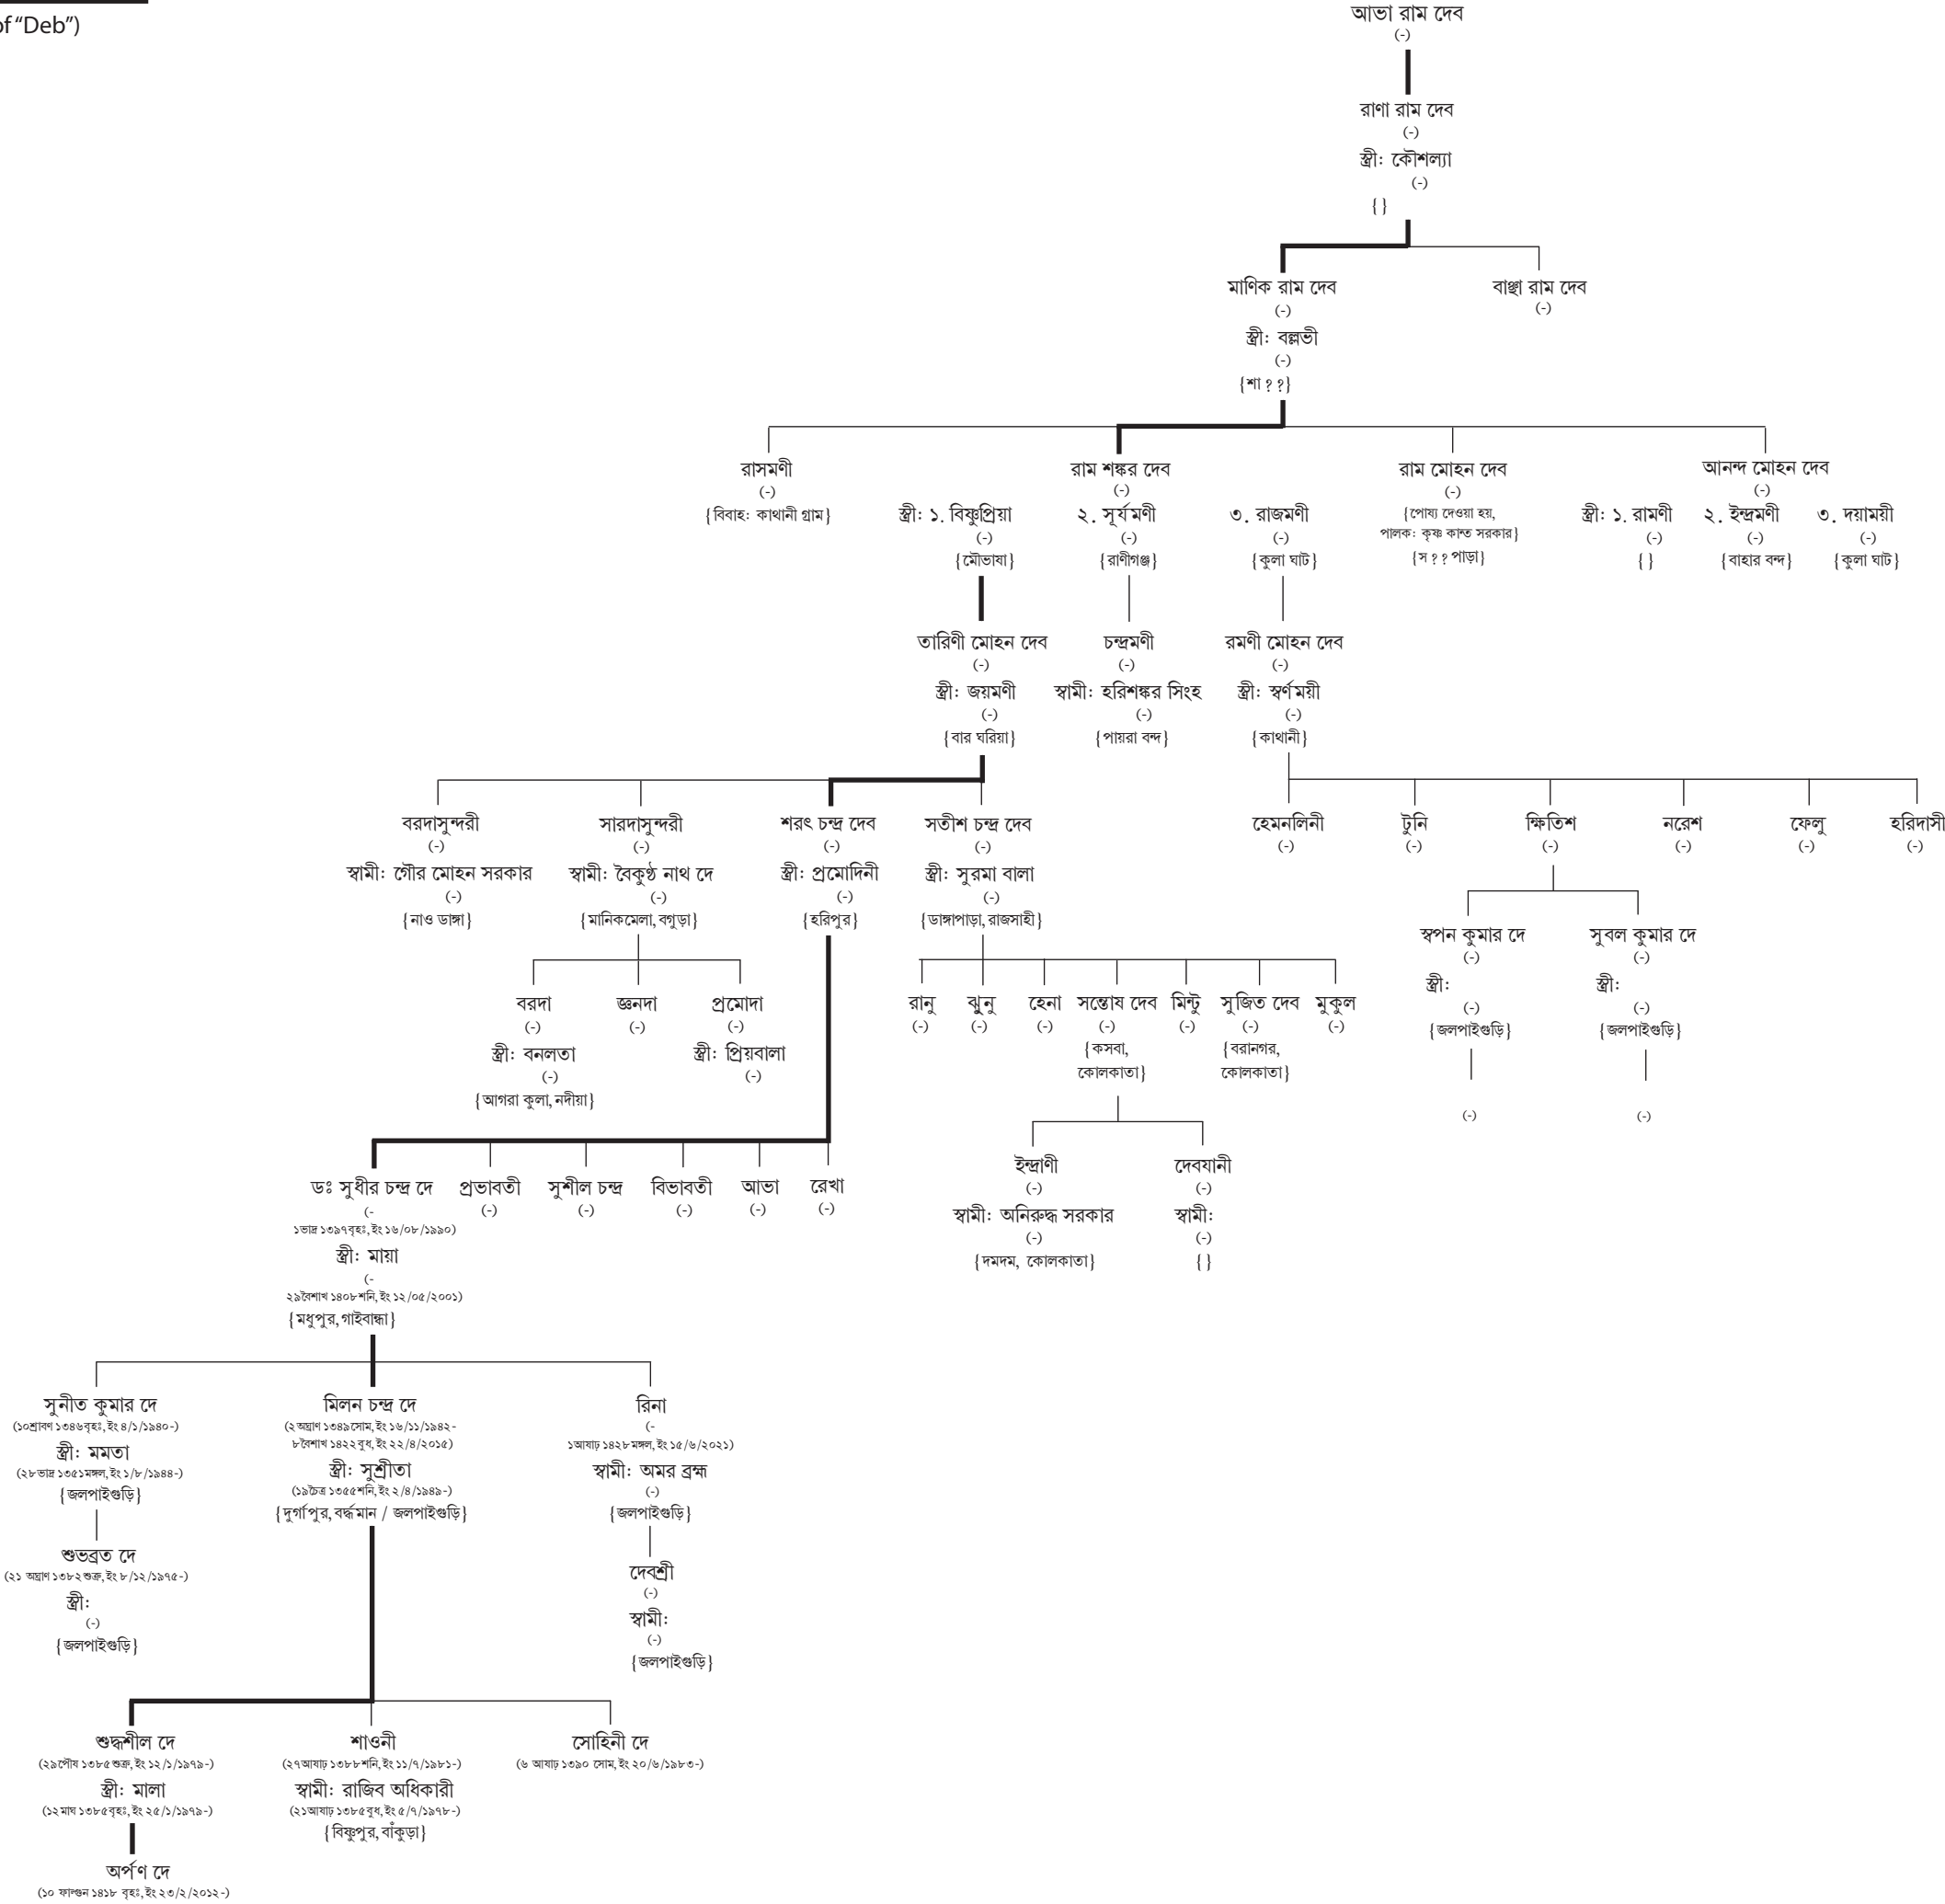 of “Deb”)
আভা রাম দেব
(-)
রাণা রাম দেব
(-)
স্ত্রী: কৌশল্যা
(-)
{ }
মাণিক রাম দেব
(-)
স্ত্রী: বল্লভী
(-)
{শা ? ?}
বাঞ্ছা রাম দেব
(-)
রাসমণী
(-)
{বিবাহ: কাথানী গ্রাম}
রাম শঙ্কর দেব
(-)
স্ত্রী: ১. বিষ্ণুপ্রিয়া
(-)
{মৌভাষা}
২. সূর্যমণী
(-)
{রাণীগঞ্জ}
৩. রাজমণী
(-)
{কুলা ঘাট}
রাম মোহন দেব
(-)
{পোষ্য দেওয়া হয়,
পালক: কৃষ্ণ কান্ত সরকার}
{স ? ? পাড়া}
আনন্দ মোহন দেব
(-)
স্ত্রী: ১. রামণী
(-)
{ }
২. ইন্দ্রমণী
(-)
{বাহার বন্দ}
৩. দয়াময়ী
(-)
{কুলা ঘাট}
তারিণী মোহন দেব
(-)
স্ত্রী: জয়মণী
(-)
{বার ঘরিয়া}
চন্দ্রমণী
(-)
স্বামী: হরিশঙ্কর সিংহ
(-)
{পায়রা বন্দ}
রমণী মোহন দেব
(-)
স্ত্রী: স্বর্ণময়ী
(-)
{কাথানী}
বরদাসুন্দরী
(-)
স্বামী: গৌর মোহন সরকার
(-)
{নাও ডাঙ্গা}
সারদাসুন্দরী
(-)
স্বামী: বৈকুণ্ঠ নাথ দে
(-)
{মানিকমেলা, বগুড়া}
শরৎ চন্দ্র দেব
(-)
স্ত্রী: প্রমোদিনী
(-)
{হরিপুর}
সতীশ চন্দ্র দেব
(-)
স্ত্রী: সুরমা বালা
(-)
{ডাঙ্গাপাড়া, রাজসাহী}
হেমনলিনী
(-)
টুনি
(-)
ক্ষিতিশ
(-)
নরেশ
(-)
ফেলু
(-)
হরিদাসী
(-)
স্বপন কুমার দে
(-)
স্ত্রী:
(-)
{জলপাইগুড়ি}
(-)
সুবল কুমার দে
(-)
স্ত্রী:
(-)
{জলপাইগুড়ি}
(-)
বরদা
(-)
স্ত্রী: বনলতা
(-)
{আগরা কুলা, নদীয়া}
জ্ঞনদা
(-)
প্রমোদা
(-)
স্ত্রী: প্রিয়বালা
(-)
রানু
(-)
ঝুনু
(-)
হেনা
(-)
সন্তোষ দেব
(-)
{কসবা,
কোলকাতা}
মিন্টু
(-)
সুজিত দেব
(-)
{বরানগর,
কোলকাতা}
মুকুল
(-)
ইন্দ্রাণী
(-)
স্বামী: অনিরুদ্ধ সরকার
(-)
{দমদম, কোলকাতা}
দেবযানী
(-)
স্বামী:
(-)
{ }
ডঃ সুধীর চন্দ্র দে
(-
১ভাদ্র ১৩৯৭বৃহঃ, ইং ১৬/০৮/১৯৯০)
স্ত্রী: মায়া
(-
২৯বৈশাখ ১৪০৮শনি, ইং ১২/০৫/২০০১)
{মধুপুর, গাইবান্ধা}
প্রভাবতী
(-)
সুশীল চন্দ্র
(-)
বিভাবতী
(-)
আভা
(-)
রেখা
(-)
সুনীত কুমার দে
(১০শ্রাবণ ১৩৪৬বৃহঃ, ইং ৪/১/১৯৪০-)
স্ত্রী: মমতা
(২৮ভাদ্র ১৩৫১মঙ্গল, ইং ১/৮/১৯৪৪-)
{জলপাইগুড়ি}
মিলন চন্দ্র দে
(২অঘ্রাণ ১৩৪৯সোম, ইং ১৬/১১/১৯৪২-
৮বৈশাখ ১৪২২বুধ, ইং ২২/৪/২০১৫)
স্ত্রী: সুশ্রীতা
(১৯চৈত্র ১৩৫৫শনি, ইং ২/৪/১৯৪৯-)
{দুর্গাপুর, বর্দ্ধমান / জলপাইগুড়ি}
রিনা
(-
১আষাঢ় ১৪২৮মঙ্গল, ইং ১৫/৬/২০২১)
স্বামী: অমর ব্রহ্ম
(-)
{জলপাইগুড়ি}
শুভব্রত দে
(২১ অঘ্রাণ ১৩৮২শুক্র, ইং ৮/১২/১৯৭৫-)
স্ত্রী:
(-)
{জলপাইগুড়ি}
দেবশ্রী
(-)
স্বামী:
(-)
{জলপাইগুড়ি}
শুদ্ধশীল দে
(২৯পৌষ ১৩৮৫শুক্র, ইং ১২/১/১৯৭৯-)
স্ত্রী: মালা
(১২মাঘ ১৩৮৫বৃহঃ, ইং ২৫/১/১৯৭৯-)
শাওনী
(২৭আষাঢ় ১৩৮৮শনি, ইং ১১/৭/১৯৮১-)
স্বামী: রাজিব অধিকারী
(২১আষাঢ় ১৩৮৫বুধ, ইং ৫/৭/১৯৭৮-)
{বিষ্ণুপুর, বাঁকুড়া}
সোহিনী দে
(৬ আষাঢ় ১৩৯০ সোম, ইং ২০/৬/১৯৮৩-)
অর্পণ দে
(১০ ফাল্গুন ১৪১৮ বৃহঃ, ইং ২৩/২/২০১২-)